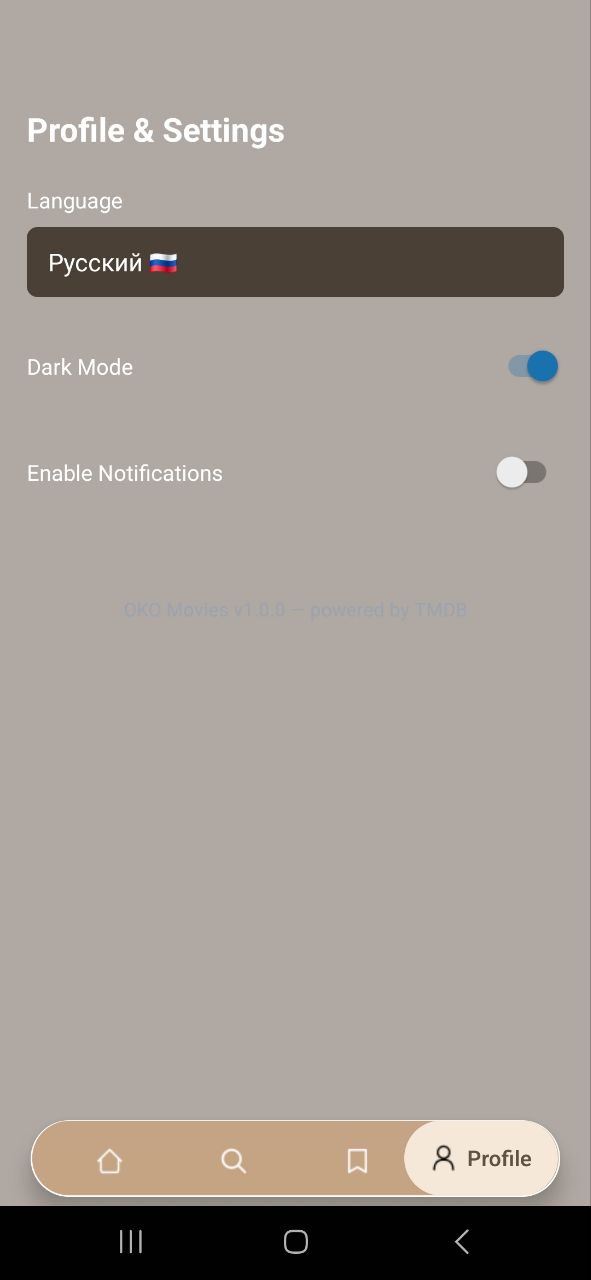 Profile & Settings
Language
Русский 🇷🇺
Dark Mode
Enable Notifications
OKO Movies v1.0.0 — powered by TMDB
Profile